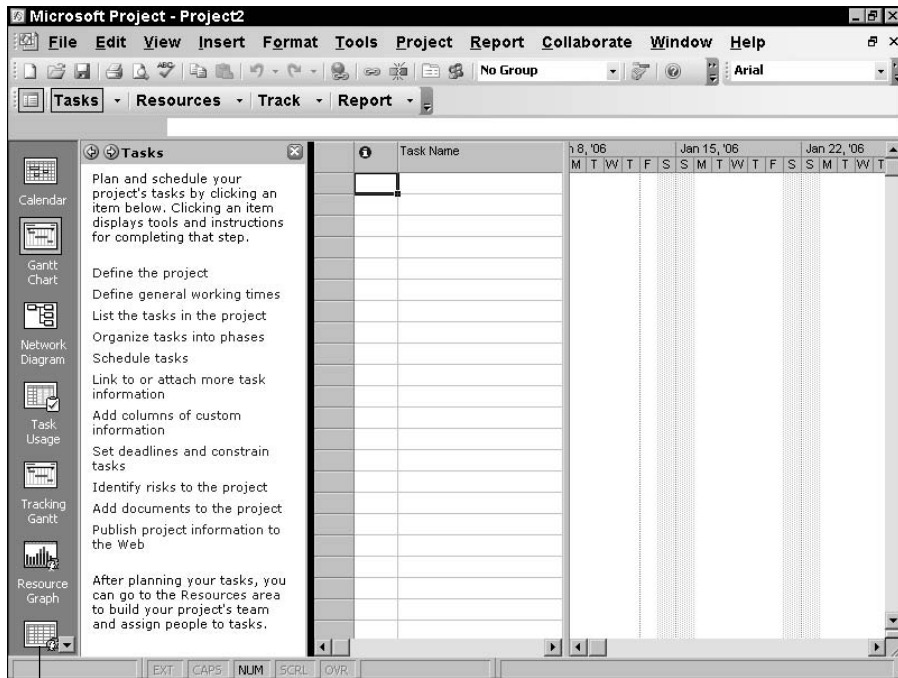 Microsoft Project - Project2
File Edit View Insert Format Tools Project Report Collaborate Window Help
No Group Arial
Tasks Resources Track Report
Tasks
Plan and schedule your
project's tasks by clicking an
item below. Clicking an item
displays tools and instructions
for completing that step.
Define the project
Define general working times
List the tasks in the project
Organize tasks into phases
Schedule tasks
Link to or attach more task
information
Add columns of custom
information
Set deadlines and constrain
tasks
Identify risks to the project
Add documents to the project
Publish project information to
the Web
After planning your tasks, you
can go to the Resources area
to build your project's team
and assign people to tasks.
Calendar
Gantt
Chart
Network
Diagram
Task
Usage
Tracking
Gantt
Resource
Graph
Task Name
8, '06 Jan 15, '06 Jan 22, '06
M T W T F S S M T W T F S S M T W T
EXT CAPS NUM SCRL OVR